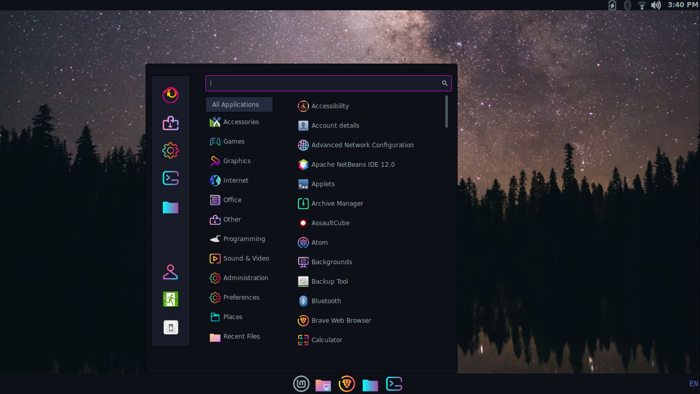 3:40 PM
All Applications
Accessories
Games
Graphics
Internet
Office
Other
Programming
Sound & Video
Administration
Preferences
Places
Recent Files
Accessibility
Account details
Advanced Network Configuration
Apache NetBeans IDE 12.0
Applets
Archive Manager
AssaultCube
Atom
Backgrounds
Backup Tool
Bluetooth
Brave Web Browser
Calculator
EN